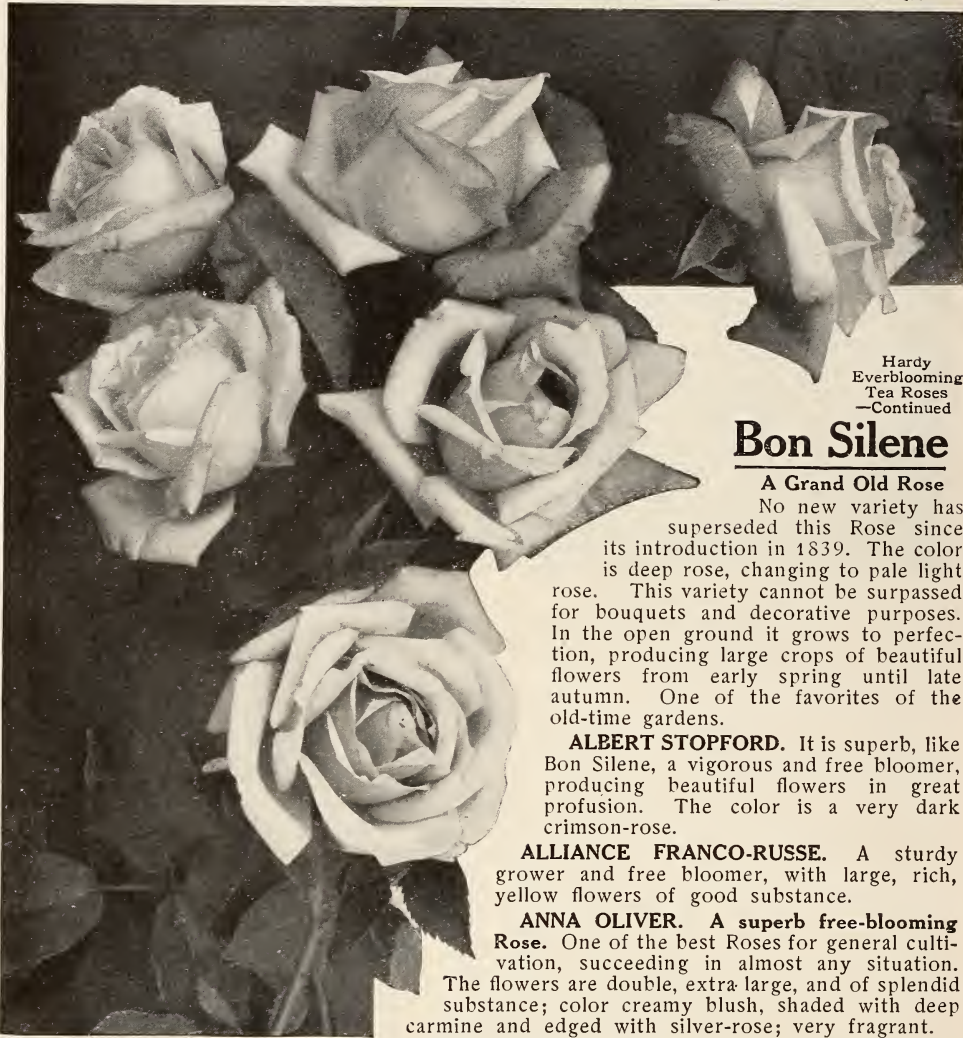 Hardy
Everblooming
Tea Roses
—Continued
Bon Silene
A Grand Old Rose
No new variety has
superseded this Rose since
its introduction in 1839. The color
is deep rose, changing to pale light
rose. This variety cannot be surpassed
for bouquets and decorative purposes.
In the open ground it grows to perfec-
tion, producing large crops of beautiful
flowers from early spring until late
autumn. One of the favorites of the
old-time gardens.
ALBERT STOPFORD. It is superb, like
Bon Silene, a vigorous and free bloomer,
producing beautiful flowers in great
profusion. The color is a very dark
crimson-rose.
ALLIANCE FRANCO-RUSSE. A sturdy
grower and free bloomer, with large, rich,
yellow flowers of good substance.
ANNA OLIVER. A superb free-blooming
Rose. One of the best Roses for general culti-
vation, succeeding in almost any situation.
The flowers are double, extra large, and of splendid
substance; color creamy blush, shaded with deep
carmine and edged with silver-rose; very fragrant.